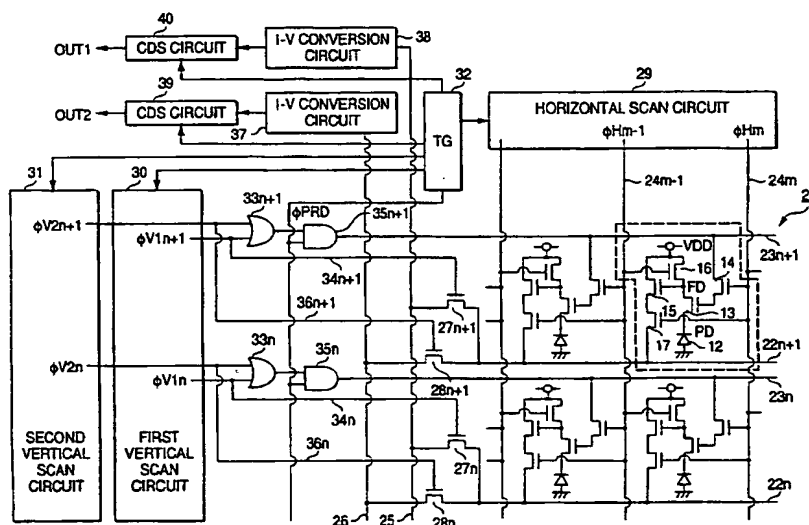 40
38
OUT1
CDS CIRCUIT
I-V CONVERSION
CIRCUIT
32
29
39
OUT2
CDS CIRCUIT
I-V CONVERSION
CIRCUIT
37
TG
HORIZONTAL SCAN CIRCUIT
φHm-1
φHm
31
30
24m-1
24m
2
33n+1
φPRD
35n+1
φV2n+1
φV1n+1
VDD
14
23n+1
34n+1
16
FD
36n+1
27n+1
15
13
PD
17
12
33n
35n
22n+1
φV2n
28n+1
23n
φV1n
34n
SECOND
VERTICAL
SCAN
CIRCUIT
FIRST
VERTICAL
SCAN
CIRCUIT
36n
27n
22n
26
25
28n